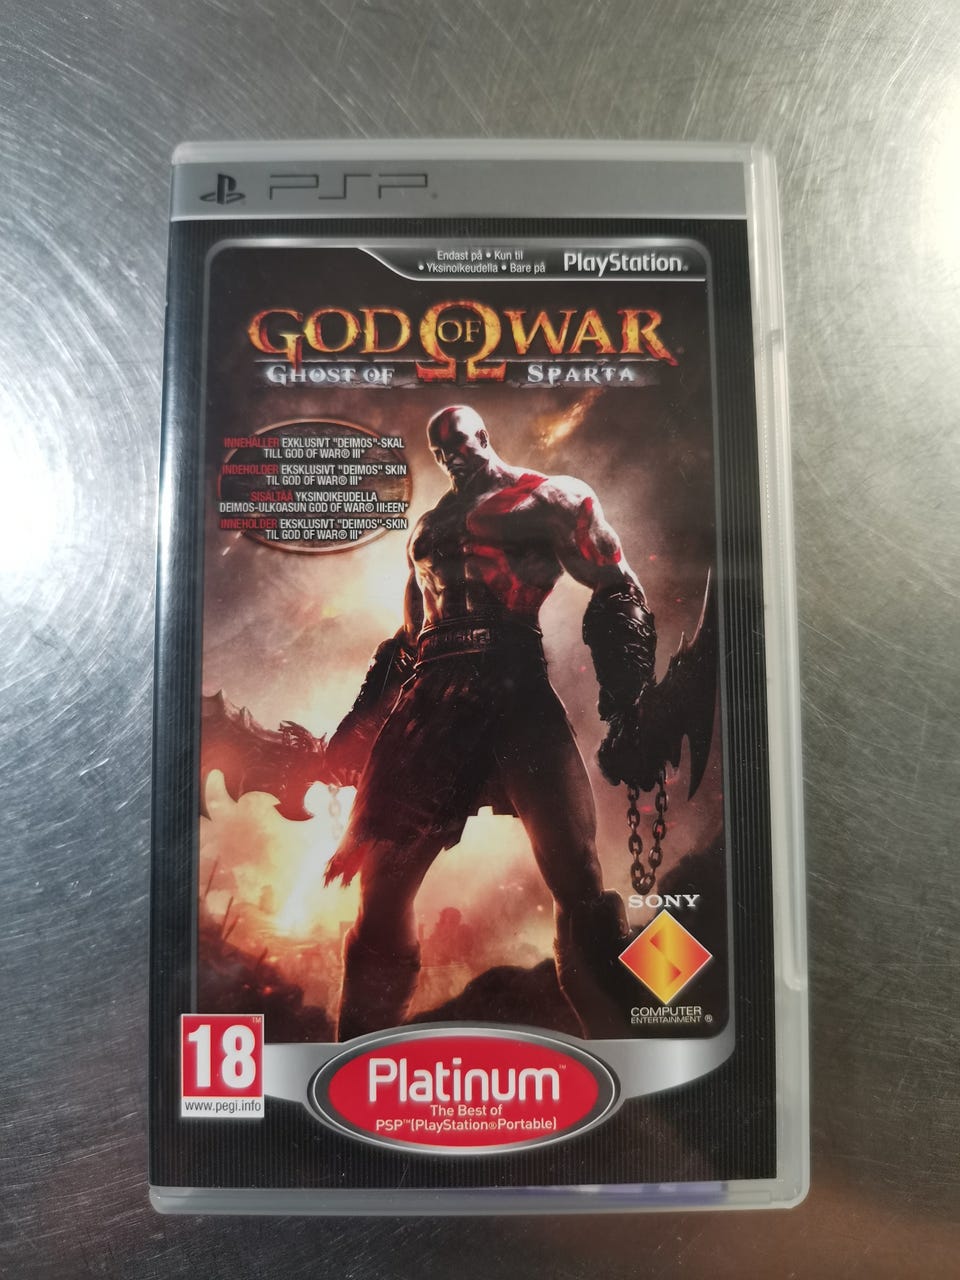 PSP®
Endast på • Kun til
• Yksinoikeudella • Bare på
PlayStation®
GOD OF WAR®
GHOST OF SPARTA
INNEHÅLLER EXKLUSIVT "DEIMOS"-SKAL
TILL GOD OF WAR® III*
INDEHOLDER EKSKLUSIVT "DEIMOS" SKIN
TIL GOD OF WAR® III*
SISÄLTÄÄ YKSINOIKEUDELLA
DEIMOS-ULKOASUN GOD OF WAR® III:EEN*
INNEHOLDER EKSKLUSIVT "DEIMOS"-SKIN
TIL GOD OF WAR® III*
SONY
COMPUTER
ENTERTAINMENT®
18™
www.pegi.info
Platinum™
The Best of
PSP™(PlayStation®Portable)